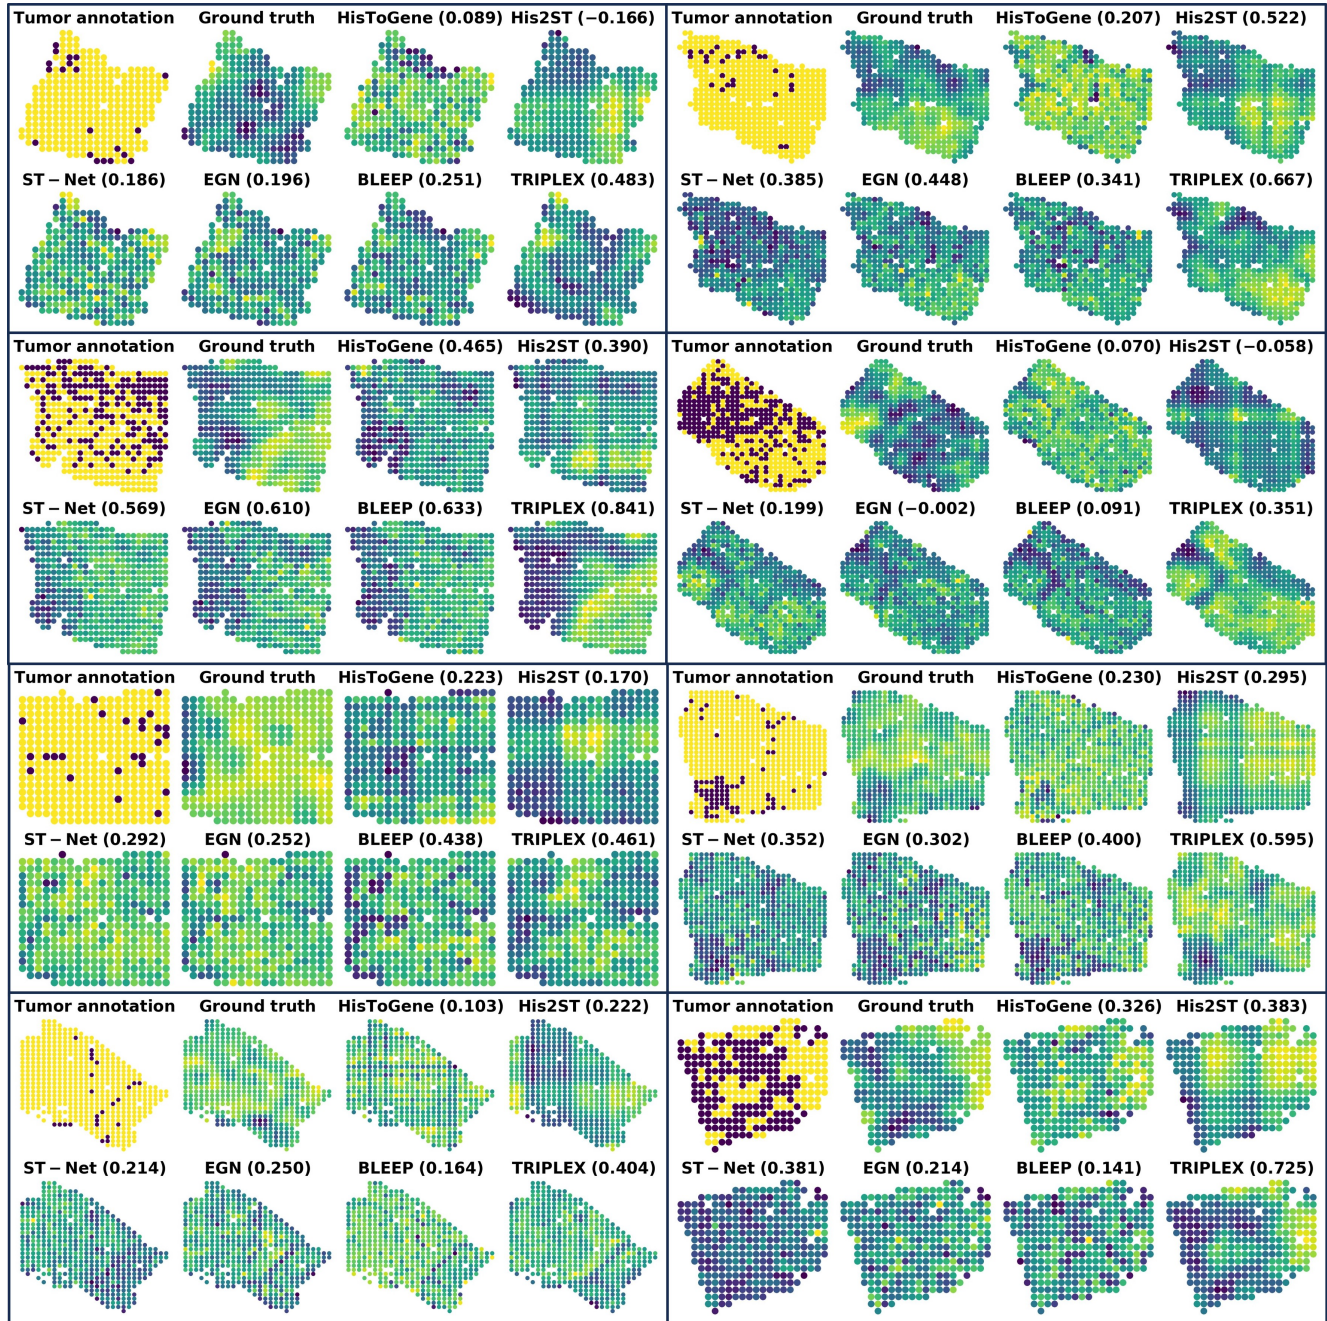 Tumor annotation Ground truth HisToGene (0.089) His2ST (−0.166)
ST − Net (0.186) EGN (0.196) BLEEP (0.251) TRIPLEX (0.483)
Tumor annotation Ground truth HisToGene (0.207) His2ST (0.522)
ST − Net (0.385) EGN (0.448) BLEEP (0.341) TRIPLEX (0.667)
Tumor annotation Ground truth HisToGene (0.465) His2ST (0.390)
ST − Net (0.569) EGN (0.610) BLEEP (0.633) TRIPLEX (0.841)
Tumor annotation Ground truth HisToGene (0.070) His2ST (−0.058)
ST − Net (0.199) EGN (−0.002) BLEEP (0.091) TRIPLEX (0.351)
Tumor annotation Ground truth HisToGene (0.223) His2ST (0.170)
ST − Net (0.292) EGN (0.252) BLEEP (0.438) TRIPLEX (0.461)
Tumor annotation Ground truth HisToGene (0.230) His2ST (0.295)
ST − Net (0.352) EGN (0.302) BLEEP (0.400) TRIPLEX (0.595)
Tumor annotation Ground truth HisToGene (0.103) His2ST (0.222)
ST − Net (0.214) EGN (0.250) BLEEP (0.164) TRIPLEX (0.404)
Tumor annotation Ground truth HisToGene (0.326) His2ST (0.383)
ST − Net (0.381) EGN (0.214) BLEEP (0.141) TRIPLEX (0.725)